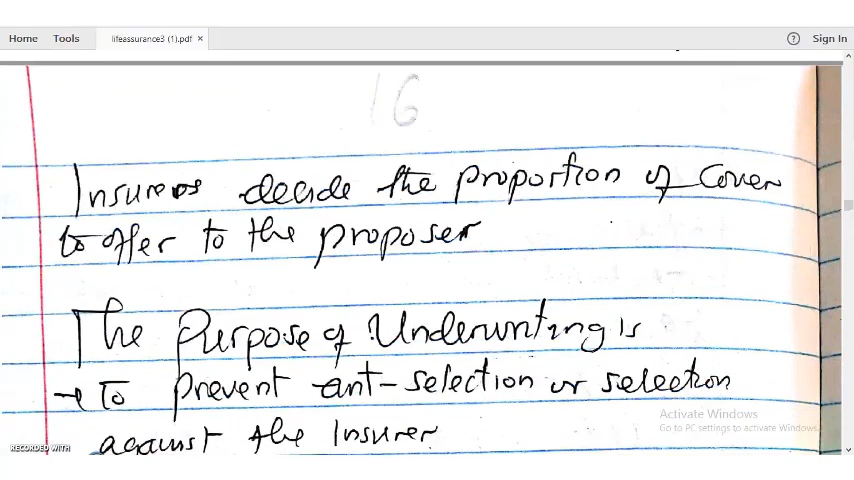 Home Tools lifeassurance3 (1).pdf × ? Sign In
16
Insurers decide the proportion of Cover
to offer to the proposer
The Purpose of Underwriting is
→ To prevent ant-selection or selection
against the Insurer
Activate Windows
Go to PC settings to activate Windows.
RECORDED WITH